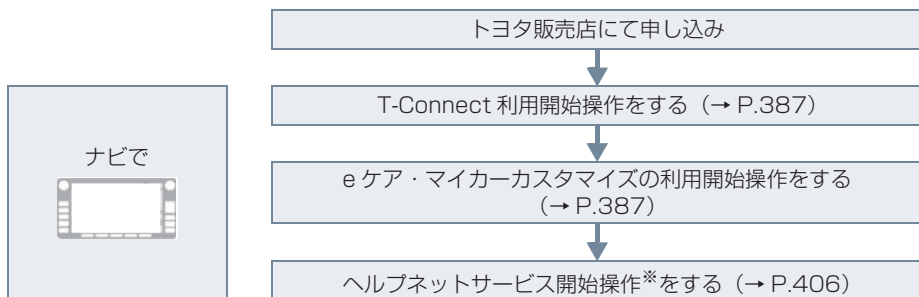 トヨタ販売店にて申し込み
T-Connect 利用開始操作をする（→ P.387）
ナビで
e ケア・マイカーカスタマイズの利用開始操作をする
（→ P.387）
ヘルプネットサービス開始操作※をする（→ P.406）